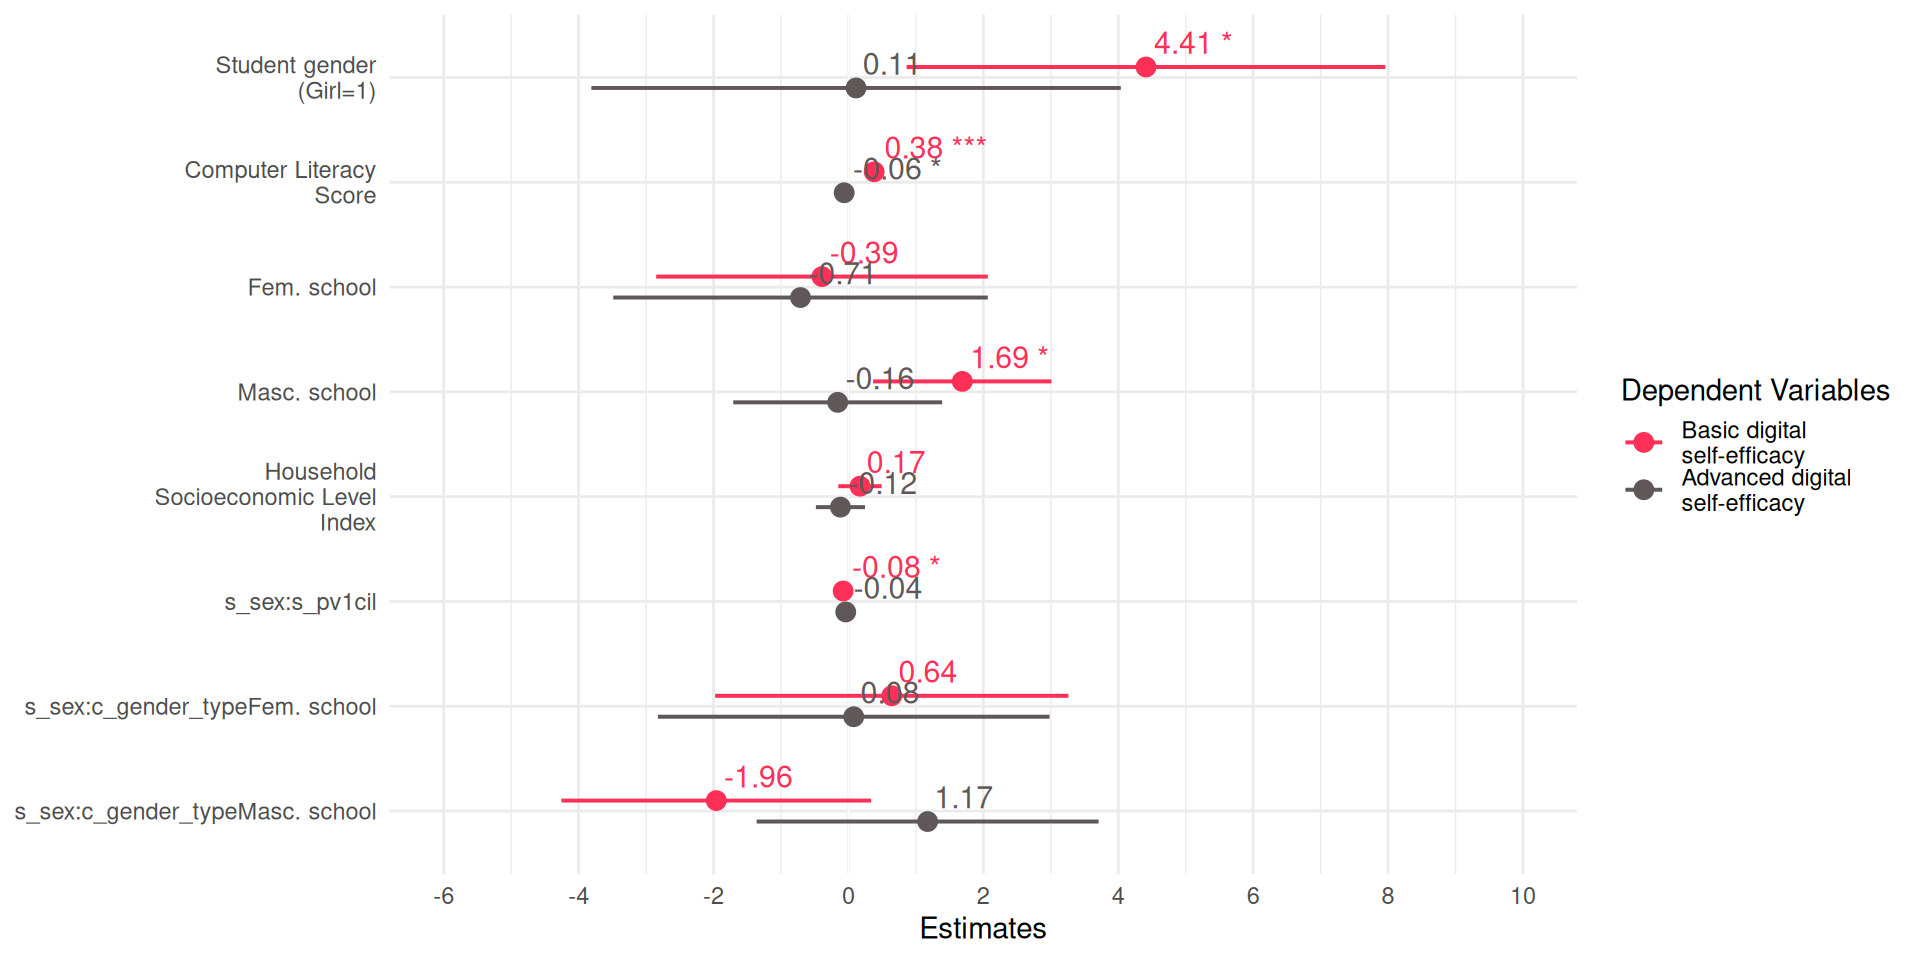 Student gender
(Girl=1)
4.41 *
0.11
Computer Literacy
Score
0.38 ***
-0.06 *
Fem. school
-0.39
-0.71
Masc. school
1.69 *
-0.16
Household
Socioeconomic Level
Index
0.17
-0.12
s_sex:s_pv1cil
-0.08 *
-0.04
s_sex:c_gender_typeFem. school
0.64
0.08
s_sex:c_gender_typeMasc. school
-1.96
1.17
-6 -4 -2 0 2 4 6 8 10
Estimates
Dependent Variables
Basic digital
self-efficacy
Advanced digital
self-efficacy